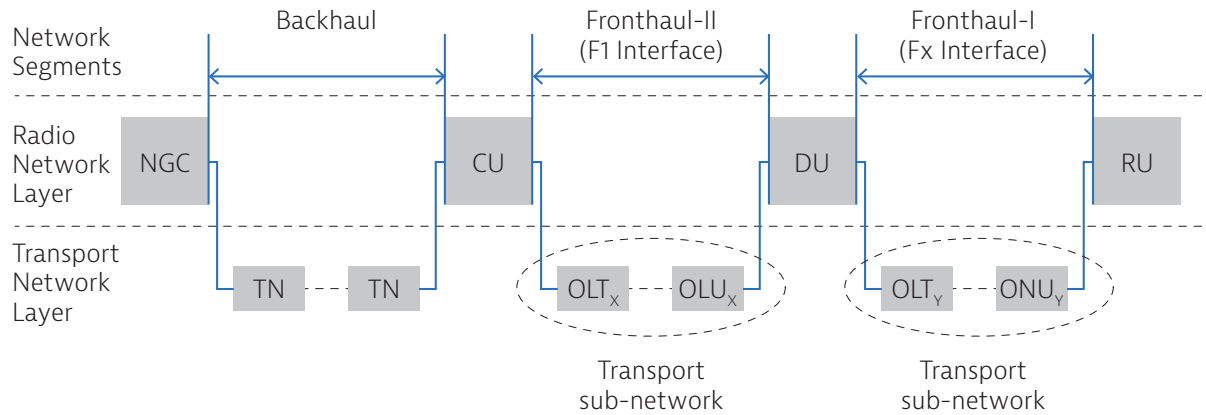 Backhaul
Fronthaul-II
(F1 Interface)
Fronthaul-I
(Fx Interface)
Network
Segments
Radio
Network
Layer
NGC
CU
DU
RU
Transport
Network
Layer
TN
TN
OLTX
OLUX
OLTY
ONUY
Transport
sub-network
Transport
sub-network